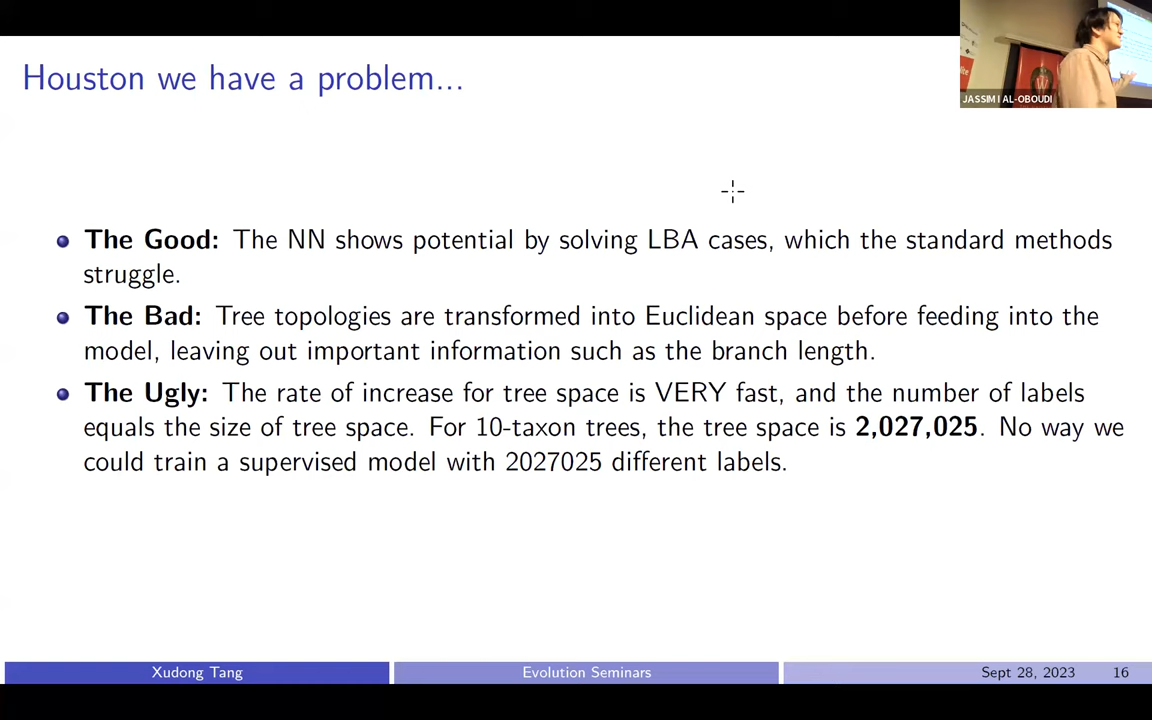 Houston we have a problem...
JASSIM I AL-OBOUDI
The Good: The NN shows potential by solving LBA cases, which the standard methods
struggle.
The Bad: Tree topologies are transformed into Euclidean space before feeding into the
model, leaving out important information such as the branch length.
The Ugly: The rate of increase for tree space is VERY fast, and the number of labels
equals the size of tree space. For 10-taxon trees, the tree space is 2,027,025. No way we
could train a supervised model with 2027025 different labels.
Xudong Tang
Evolution Seminars
Sept 28, 2023
16